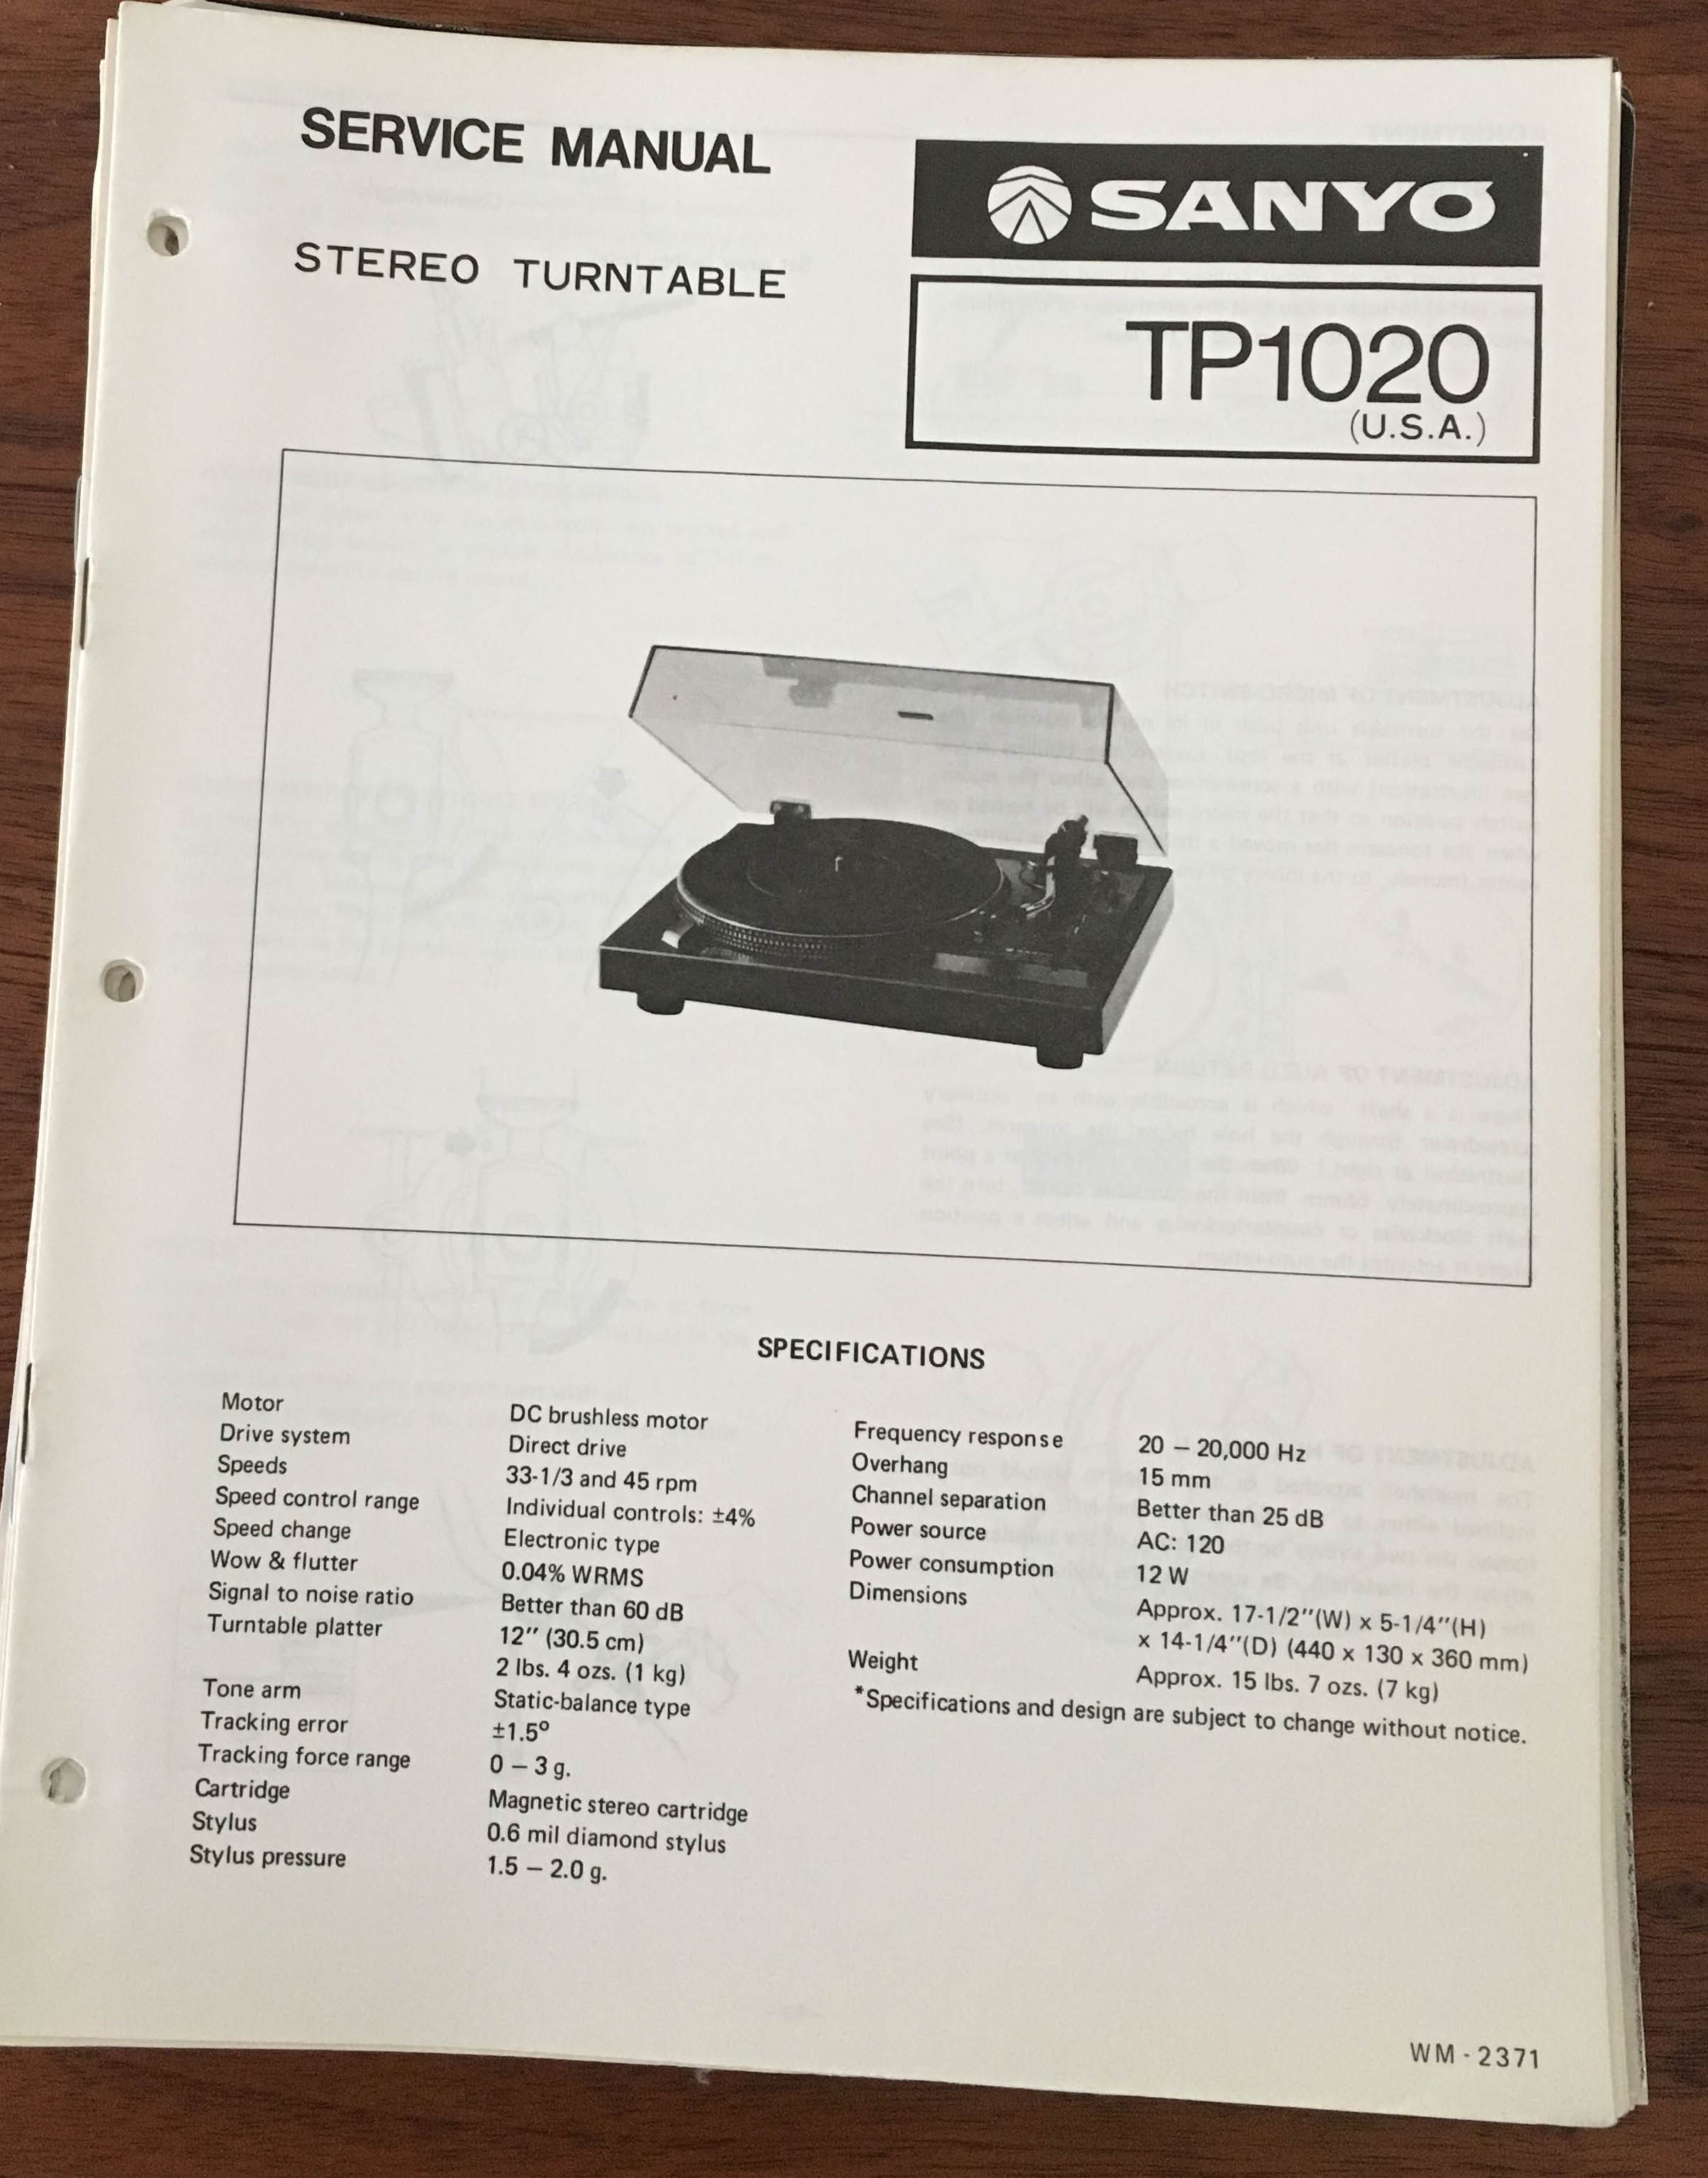 SERVICE MANUAL
STEREO TURNTABLE
SANYO
TP1020
(U.S.A.)
SPECIFICATIONS
Motor DC brushless motor
Drive system Direct drive
Speeds 33-1/3 and 45 rpm
Speed control range Individual controls: ±4%
Speed change Electronic type
Wow & flutter 0.04% WRMS
Signal to noise ratio Better than 60 dB
Turntable platter 12'' (30.5 cm)
2 lbs. 4 ozs. (1 kg)
Tone arm Static-balance type
Tracking error ±1.5°
Tracking force range 0 – 3 g.
Cartridge Magnetic stereo cartridge
Stylus 0.6 mil diamond stylus
Stylus pressure 1.5 – 2.0 g.
Frequency response 20 – 20,000 Hz
Overhang 15 mm
Channel separation Better than 25 dB
Power source AC: 120
Power consumption 12 W
Dimensions Approx. 17-1/2''(W) x 5-1/4''(H)
x 14-1/4''(D) (440 x 130 x 360 mm)
Weight Approx. 15 lbs. 7 ozs. (7 kg)
*Specifications and design are subject to change without notice.
WM-2371